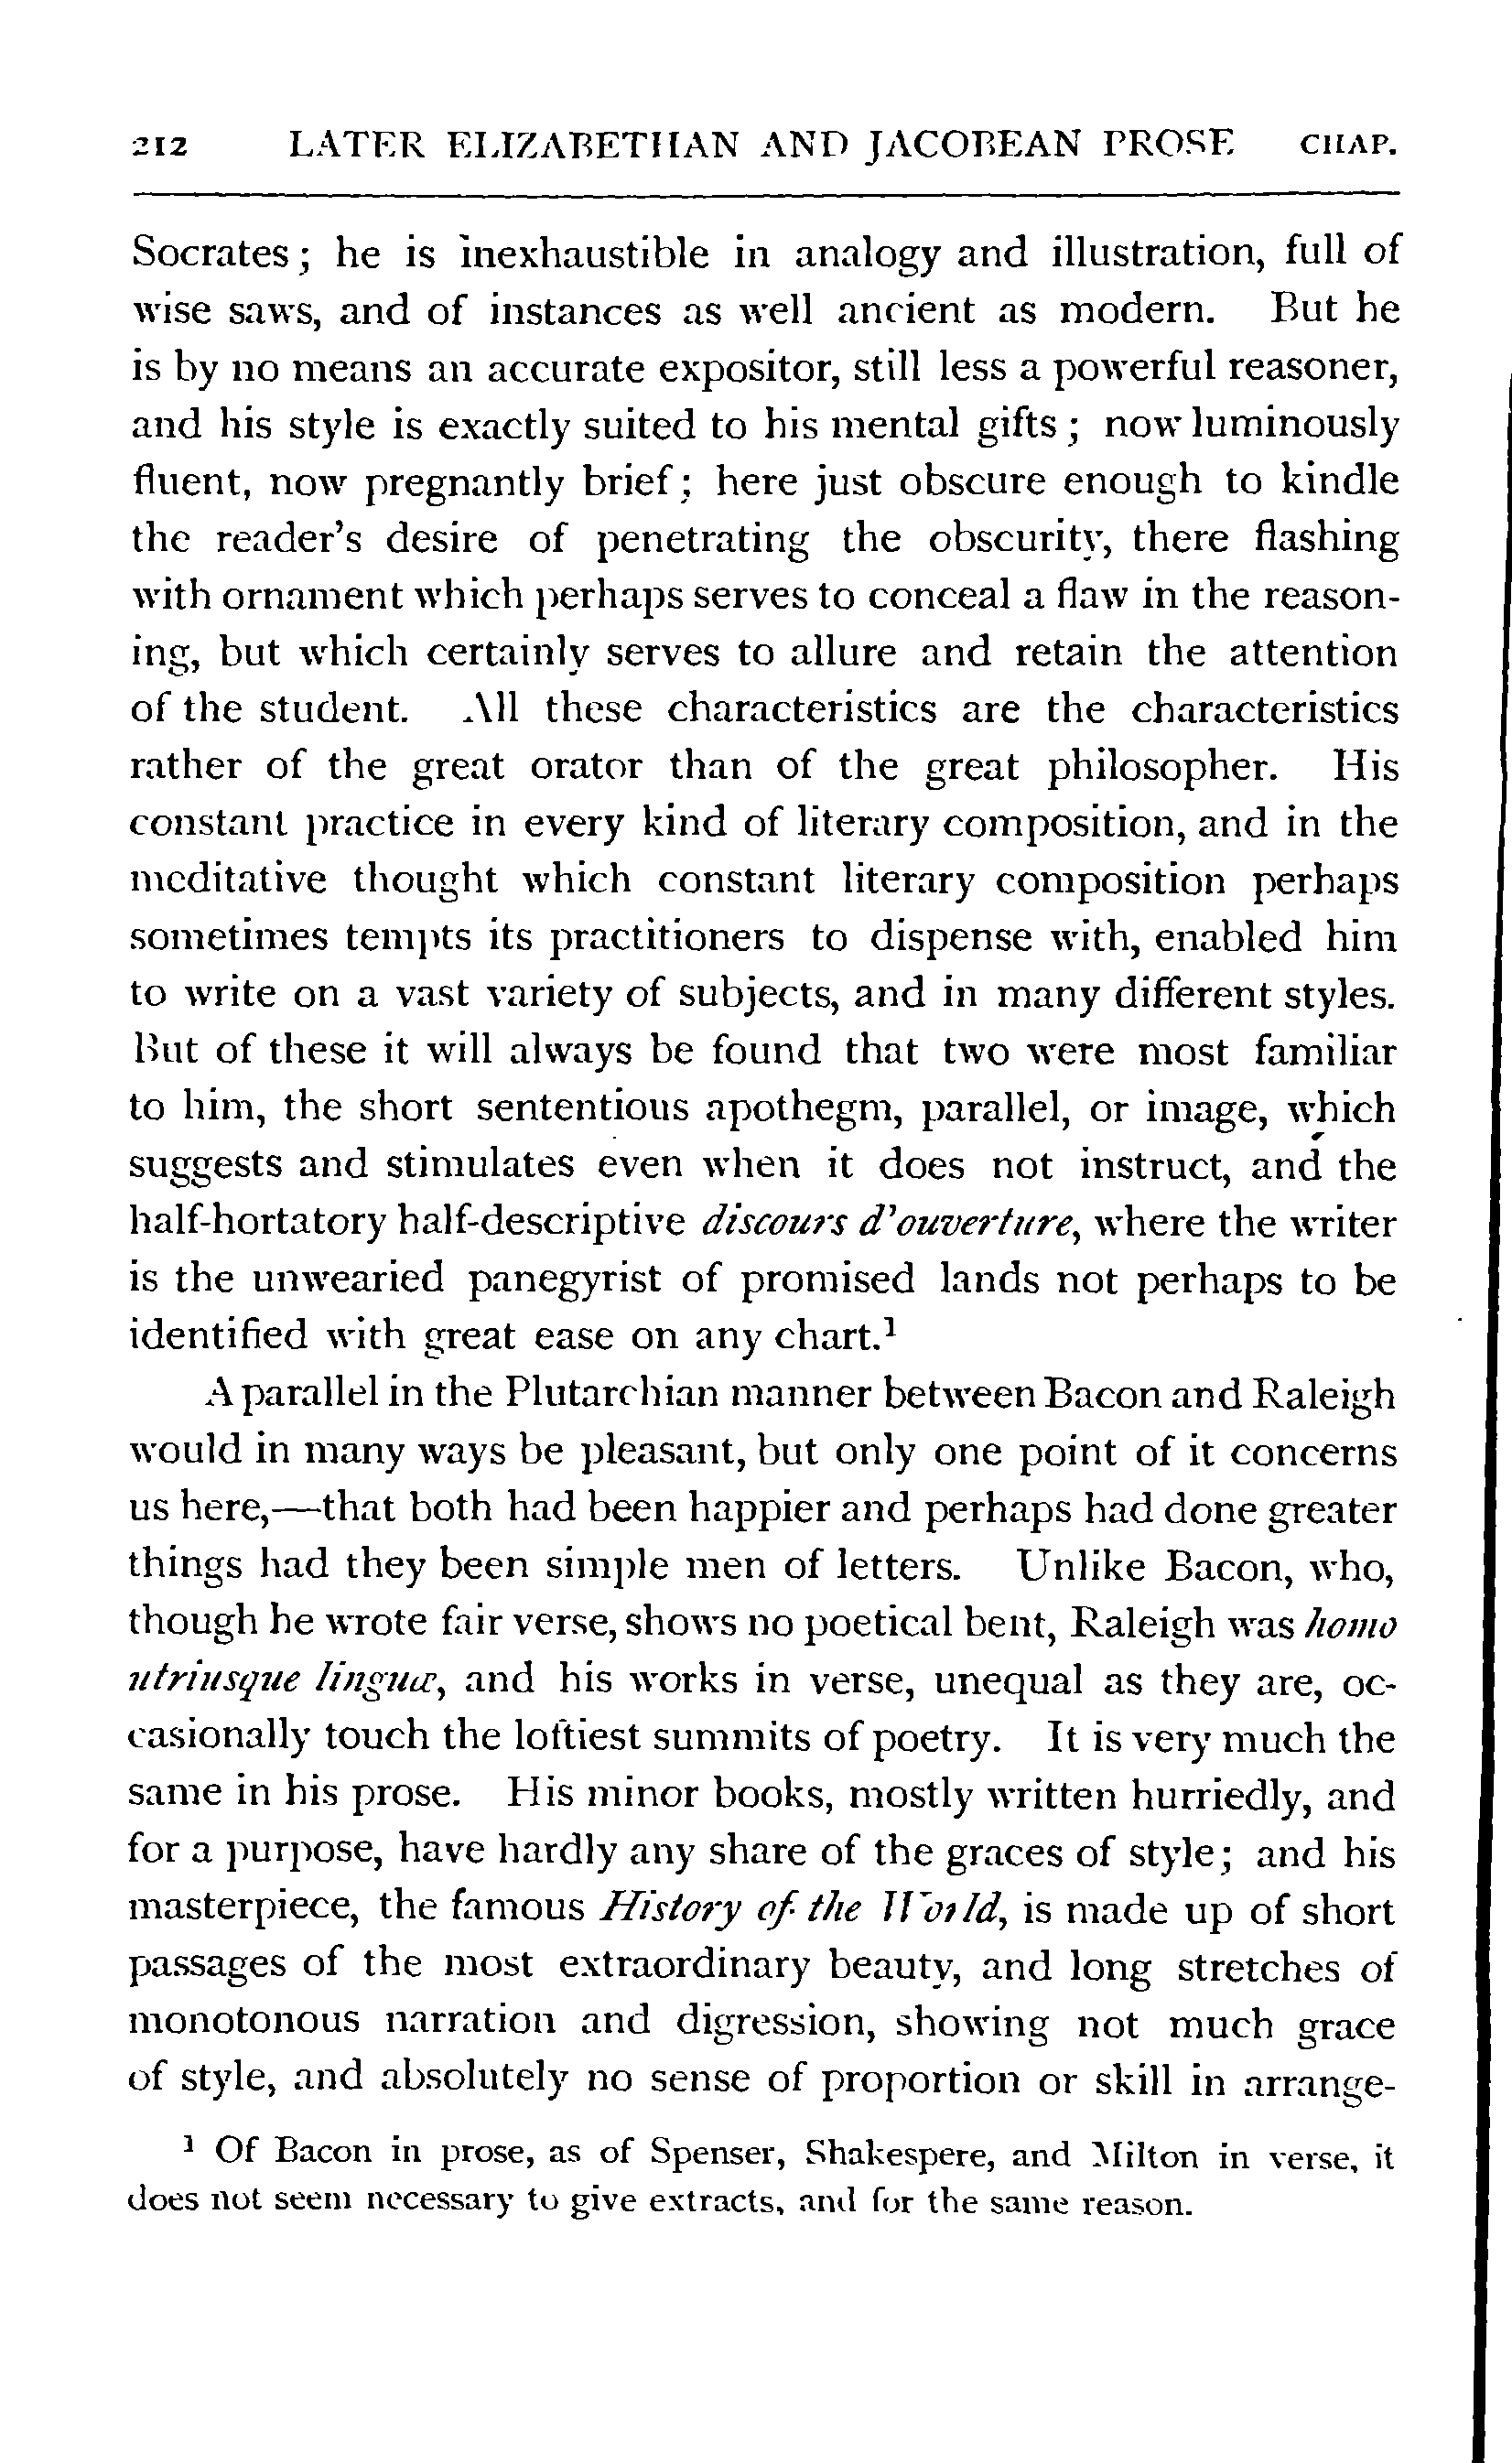 212 LATER ELIZABETHAN AND JACOBEAN PROSE CHAP.
Socrates; he is inexhaustible in analogy and illustration, full of
wise saws, and of instances as well ancient as modern. But he
is by no means an accurate expositor, still less a powerful reasoner,
and his style is exactly suited to his mental gifts; now luminously
fluent, now pregnantly brief; here just obscure enough to kindle
the reader's desire of penetrating the obscurity, there flashing
with ornament which perhaps serves to conceal a flaw in the reason-
ing, but which certainly serves to allure and retain the attention
of the student. All these characteristics are the characteristics
rather of the great orator than of the great philosopher. His
constant practice in every kind of literary composition, and in the
meditative thought which constant literary composition perhaps
sometimes tempts its practitioners to dispense with, enabled him
to write on a vast variety of subjects, and in many different styles.
But of these it will always be found that two were most familiar
to him, the short sententious apothegm, parallel, or image, which
suggests and stimulates even when it does not instruct, and the
half-hortatory half-descriptive discours d'ouverture, where the writer
is the unwearied panegyrist of promised lands not perhaps to be
identified with great ease on any chart.¹
A parallel in the Plutarchian manner between Bacon and Raleigh
would in many ways be pleasant, but only one point of it concerns
us here,—that both had been happier and perhaps had done greater
things had they been simple men of letters. Unlike Bacon, who,
though he wrote fair verse, shows no poetical bent, Raleigh was homo
utriusque linguæ, and his works in verse, unequal as they are, oc-
casionally touch the loftiest summits of poetry. It is very much the
same in his prose. His minor books, mostly written hurriedly, and
for a purpose, have hardly any share of the graces of style; and his
masterpiece, the famous History of the World, is made up of short
passages of the most extraordinary beauty, and long stretches of
monotonous narration and digression, showing not much grace
of style, and absolutely no sense of proportion or skill in arrange-
¹ Of Bacon in prose, as of Spenser, Shakespere, and Milton in verse, it
does not seem necessary to give extracts, and for the same reason.